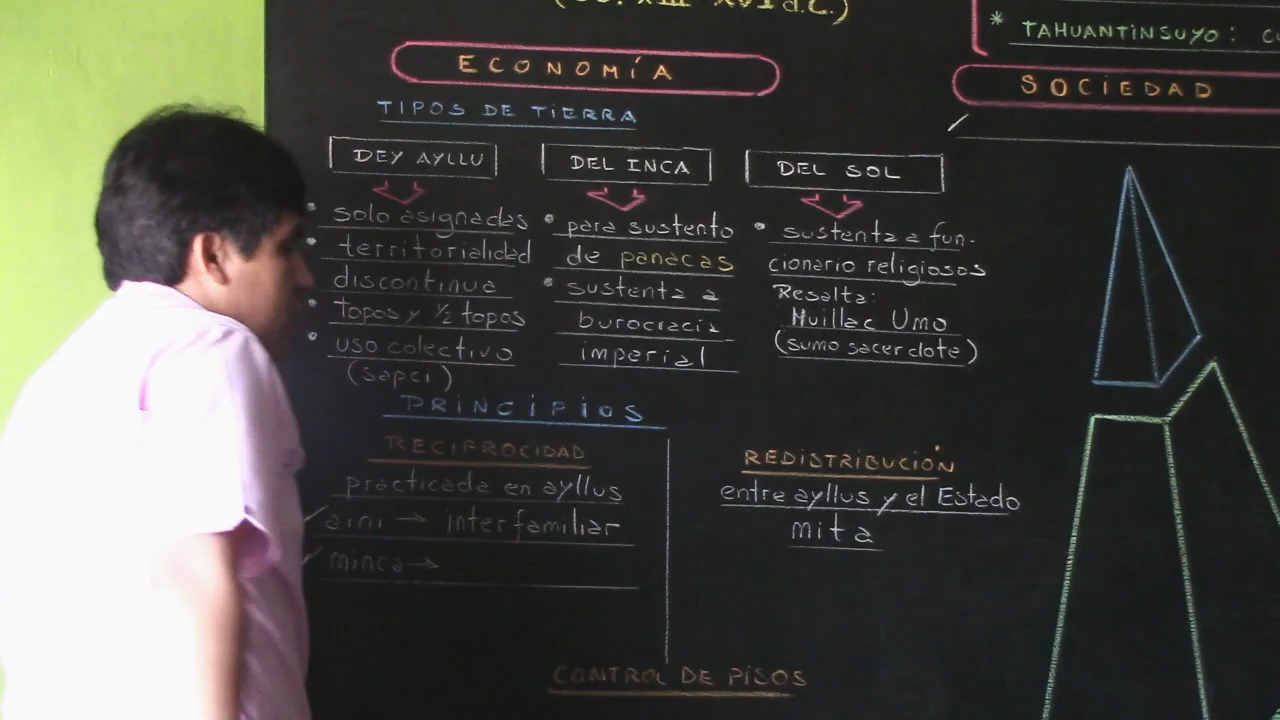 XIII - XVI d.C.)
* TAHUANTINSUYO:
ECONOMÍA
SOCIEDAD
TIPOS DE TIERRA
DEY AYLLU
• solo asignadas
• territorialidad
discontinua
• topos y ½ topos
• uso colectivo
(sapci)
DEL INCA
• para sustento
de panacas
• sustenta a
burocracia
imperial
DEL SOL
• sustenta a fun-
cionario religiosos
Resalta:
Huillac Umo
(sumo sacerdote)
PRINCIPIOS
RECIPROCIDAD
practicada en ayllus
aini → interfamiliar
minca →
REDISTRIBUCIÓN
entre ayllus y el Estado
mita
CONTROL DE PISOS